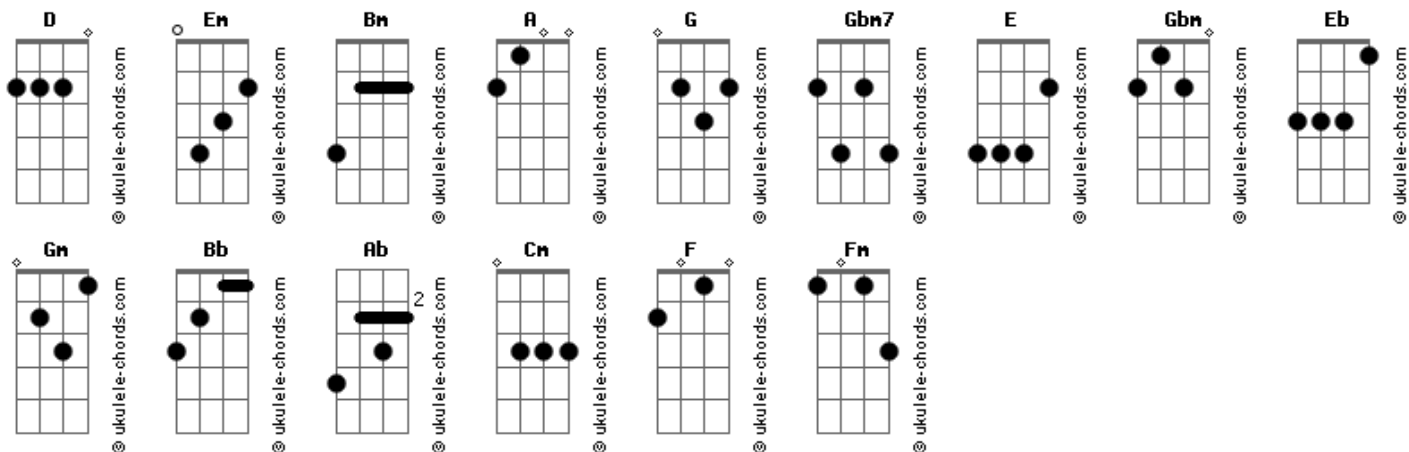 D Em Bm A G Gbm7 E Gbm Eb
© ukulele-chords.com © ukulele-chords.com © ukulele-chords.com © ukulele-chords.com © ukulele-chords.com © ukulele-chords.com © ukulele-chords.com © ukulele-chords.com © ukulele-chords.com
Gm Bb Ab Cm F Fm
2
© ukulele-chords.com © ukulele-chords.com © ukulele-chords.com © ukulele-chords.com © ukulele-chords.com © ukulele-chords.com